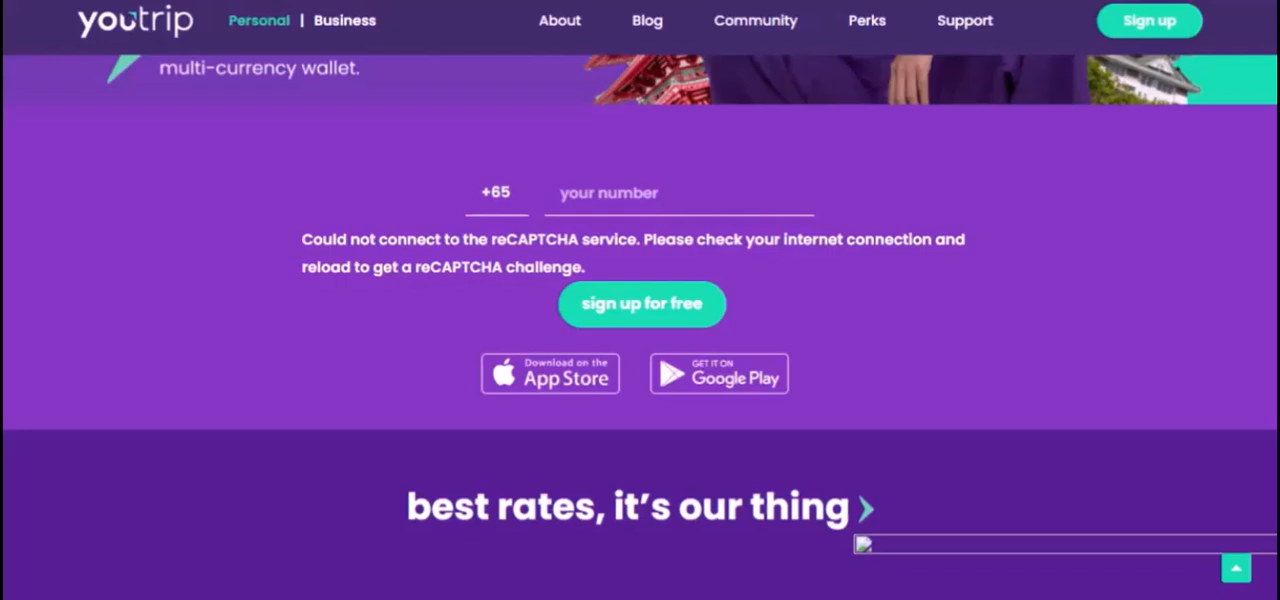 youtrip
Personal | Business
About
Blog
Community
Perks
Support
Sign up
multi-currency wallet.
+65
your number
Could not connect to the reCAPTCHA service. Please check your internet connection and
reload to get a reCAPTCHA challenge.
sign up for free
Download on the
App Store
GET IT ON
Google Play
best rates, it's our thing